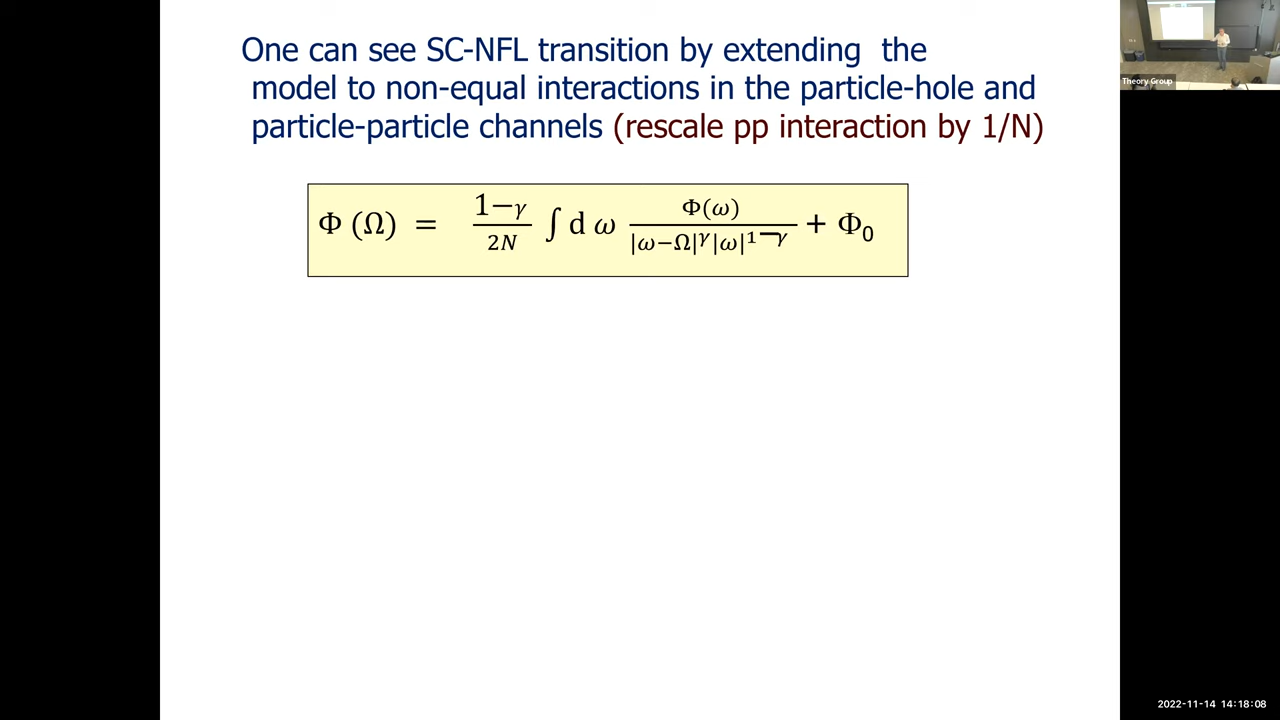 One can see SC-NFL transition by extending the
model to non-equal interactions in the particle-hole and
particle-particle channels (rescale pp interaction by 1/N)
Φ (Ω) = 1−γ / 2N ∫ d ω Φ(ω) / |ω−Ω|^γ |ω|^1−γ + Φ₀
Theory Group
2022-11-14 14:18:08